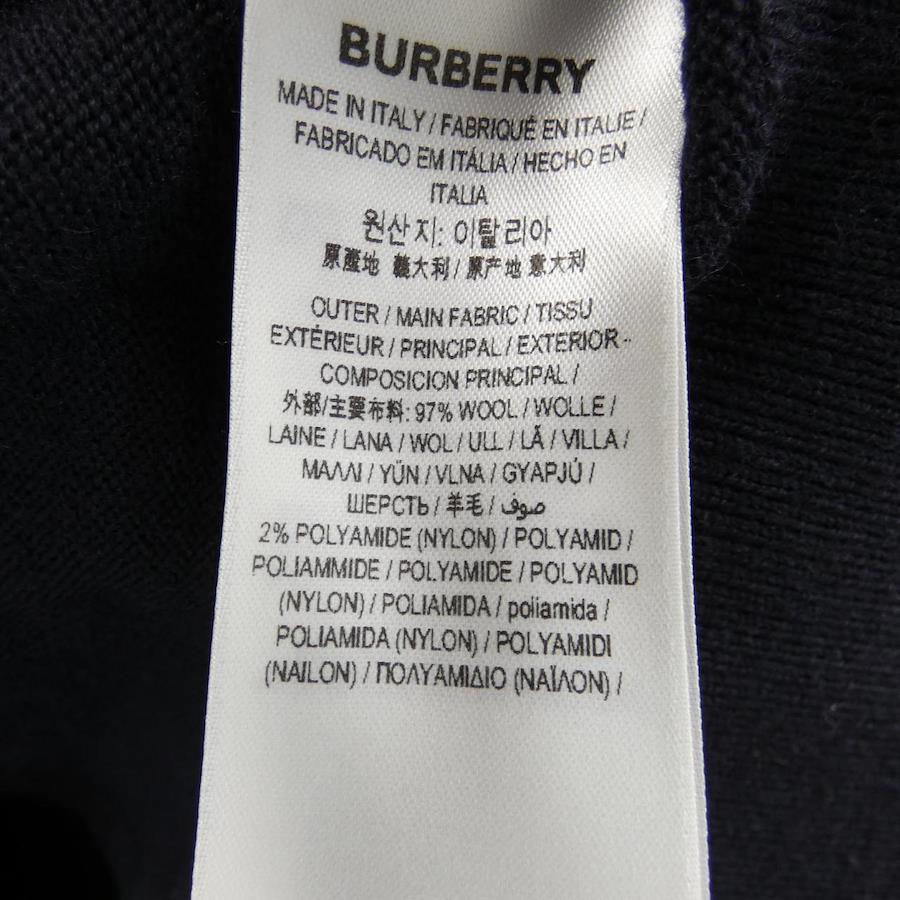 BURBERRY
MADE IN ITALY / FABRIQUÉ EN ITALIE /
FABRICADO EM ITÁLIA / HECHO EN
ITALIA
원산지: 이탈리아
原產地 義大利 / 原产地 意大利
OUTER / MAIN FABRIC / TISSU
EXTÉRIEUR / PRINCIPAL / EXTERIOR -
COMPOSICION PRINCIPAL /
外部/主要布料: 97% WOOL / WOLLE /
LAINE / LANA / WOL / ULL / LÃ / VILLA /
ΜΑΛΛΙ / YÜN / VLNA / GYAPJÚ /
ШЕРСТЬ / 羊毛 / صوف
2% POLYAMIDE (NYLON) / POLYAMID /
POLIAMMIDE / POLYAMIDE / POLYAMID
(NYLON) / POLIAMIDA / poliamida /
POLIAMIDA (NYLON) / POLYAMIDI
(NAILON) / ΠΟΛΥΑΜΙΔΙΟ (ΝΑΪΛΟΝ) /